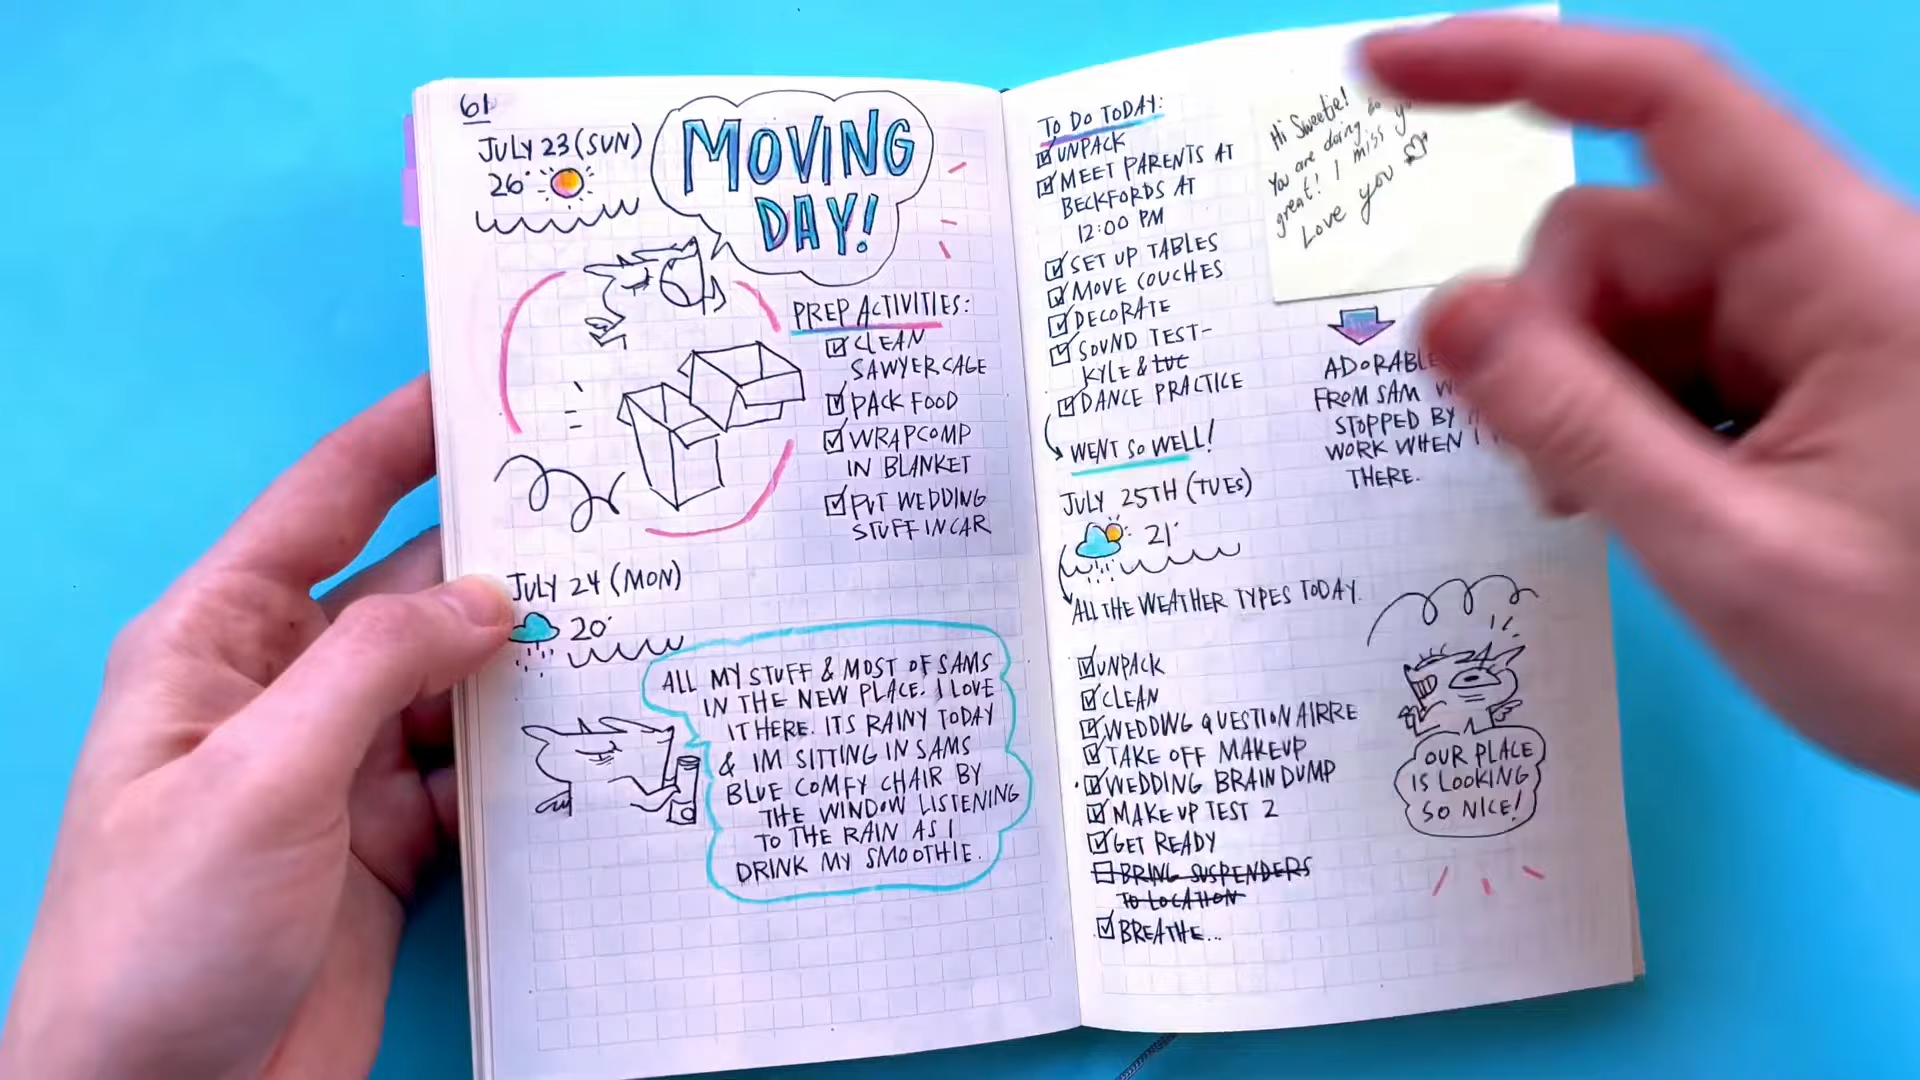 61
JULY 23 (SUN)
26°
MOVING
DAY!
PREP ACTIVITIES:
CLEAN
SAWYER CAGE
PACK FOOD
WRAP COMP
IN BLANKET
PUT WEDDING
STUFF IN CAR
JULY 24 (MON)
20°
ALL MY STUFF & MOST OF SAMS
IN THE NEW PLACE. I LOVE
IT HERE. ITS RAINY TODAY
& IM SITTING IN SAMS
BLUE COMFY CHAIR BY
THE WINDOW LISTENING
TO THE RAIN AS I
DRINK MY SMOOTHIE.
TO DO TODAY:
UNPACK
MEET PARENTS AT
BECKFORDS AT
12:00 PM
SET UP TABLES
MOVE COUCHES
DECORATE
SOUND TEST-
KYLE & LUC
DANCE PRACTICE
WENT SO WELL!
Hi Sweetie!
You are doing so
great! I miss
Love you
ADORABLE
FROM SAM
STOPPED BY
WORK WHEN I
THERE.
JULY 25TH (TUES)
21°
ALL THE WEATHER TYPES TODAY.
UNPACK
CLEAN
WEDDING QUESTIONAIRRE
TAKE OFF MAKEUP
WEDDING BRAIN DUMP
MAKEUP TEST 2
GET READY
BRING SUSPENDERS
TO LOCATION
BREATHE...
OUR PLACE
IS LOOKING
SO NICE!